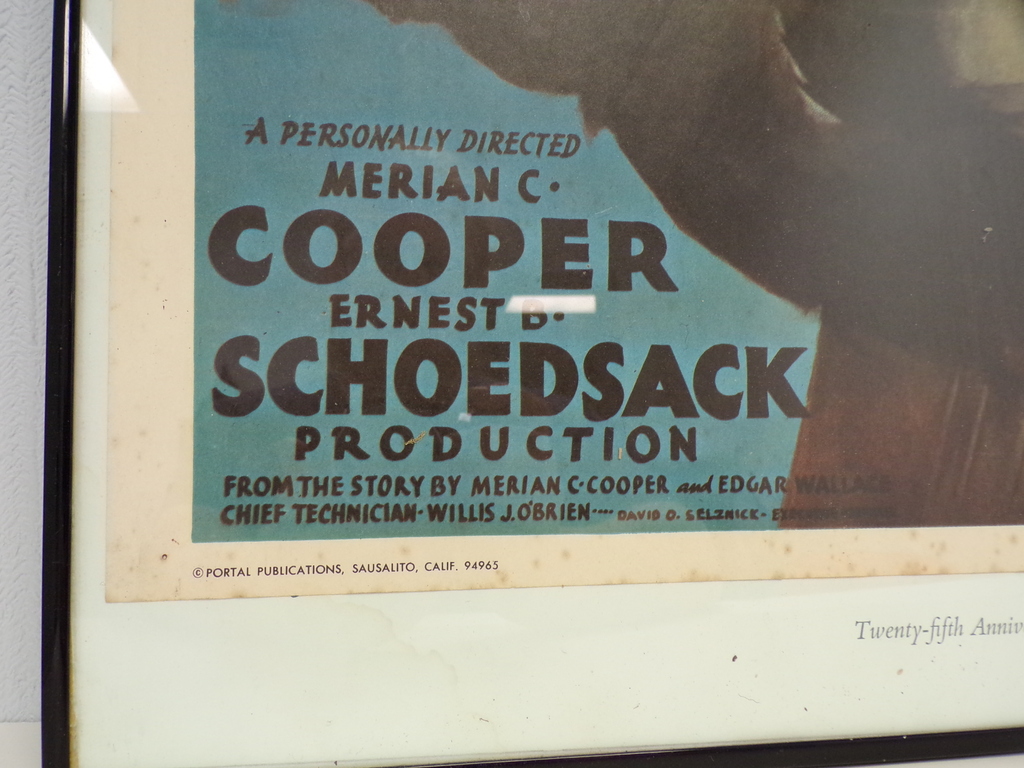 A PERSONALLY DIRECTED
MERIAN C.
COOPER
ERNEST B.
SCHOEDSACK
PRODUCTION
FROM THE STORY BY MERIAN C. COOPER and EDGAR WALLACE
CHIEF TECHNICIAN - WILLIS J. O'BRIEN .... DAVID O. SELZNICK -
© PORTAL PUBLICATIONS, SAUSALITO, CALIF. 94965
Twenty-fifth